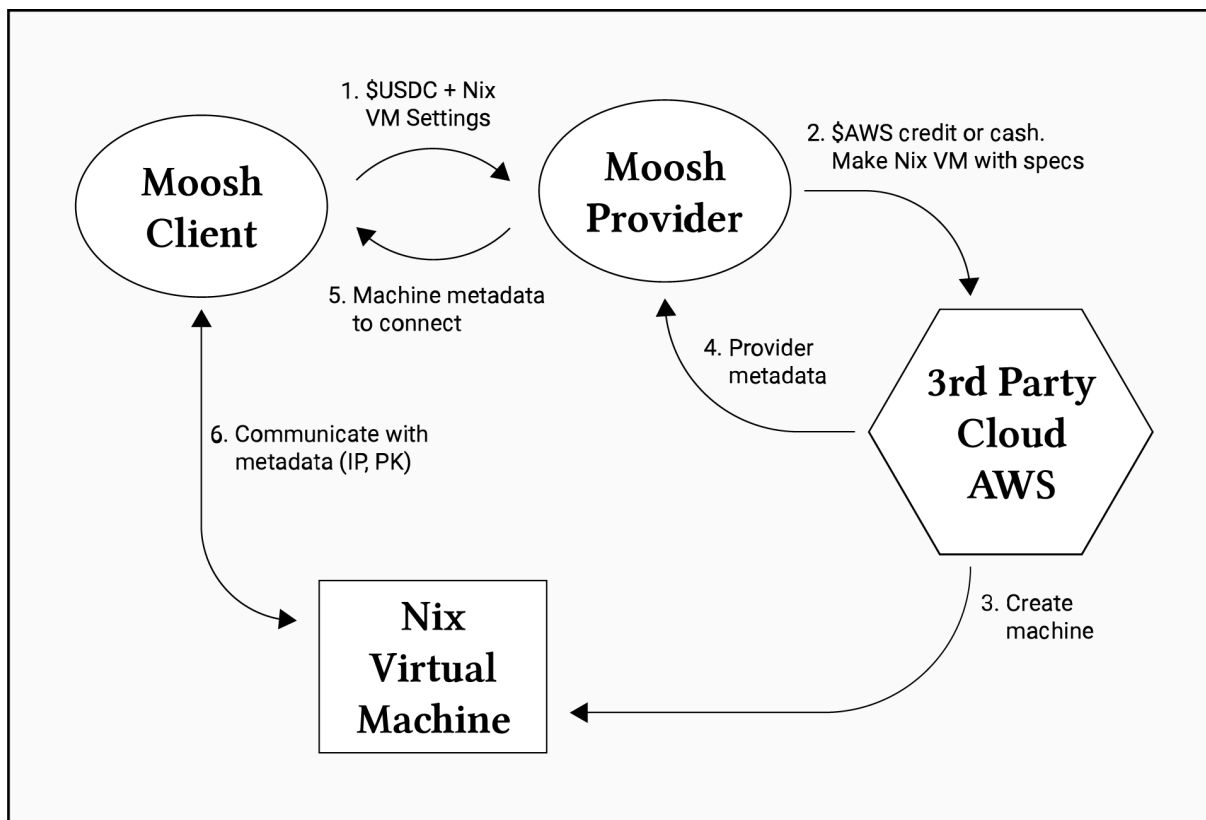 1. $USDC + Nix
VM Settings
Moosh
Client
Moosh
Provider
2. $AWS credit or cash.
Make Nix VM with specs
5. Machine metadata
to connect
4. Provider
metadata
3rd Party
Cloud
AWS
6. Communicate with
metadata (IP, PK)
Nix
Virtual
Machine
3. Create
machine